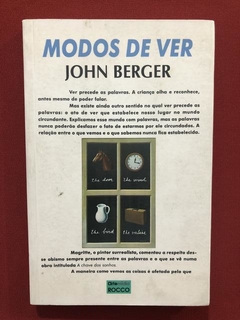 MODOS DE VER
JOHN BERGER
Ver precede as palavras. A criança olha e reconhece,
antes mesmo de poder falar.
Mas existe ainda outro sentido no qual ver precede as
palavras: o ato de ver que estabelece nosso lugar no mundo
circundante. Explicamos esse mundo com palavras, mas as palavras
nunca poderão desfazer o fato de estarmos por ele circundados. A
relação entre o que vemos e o que sabemos nunca fica estabelecida.
the door
the wind
the bird
the valise
Magritte, o pintor surrealista, comentou a respeito des-
se abismo sempre presente entre as palavras e o que se vê numa
obra intitulada A chave dos sonhos.
A maneira como vemos as coisas é afetada pelo que
ROCCO